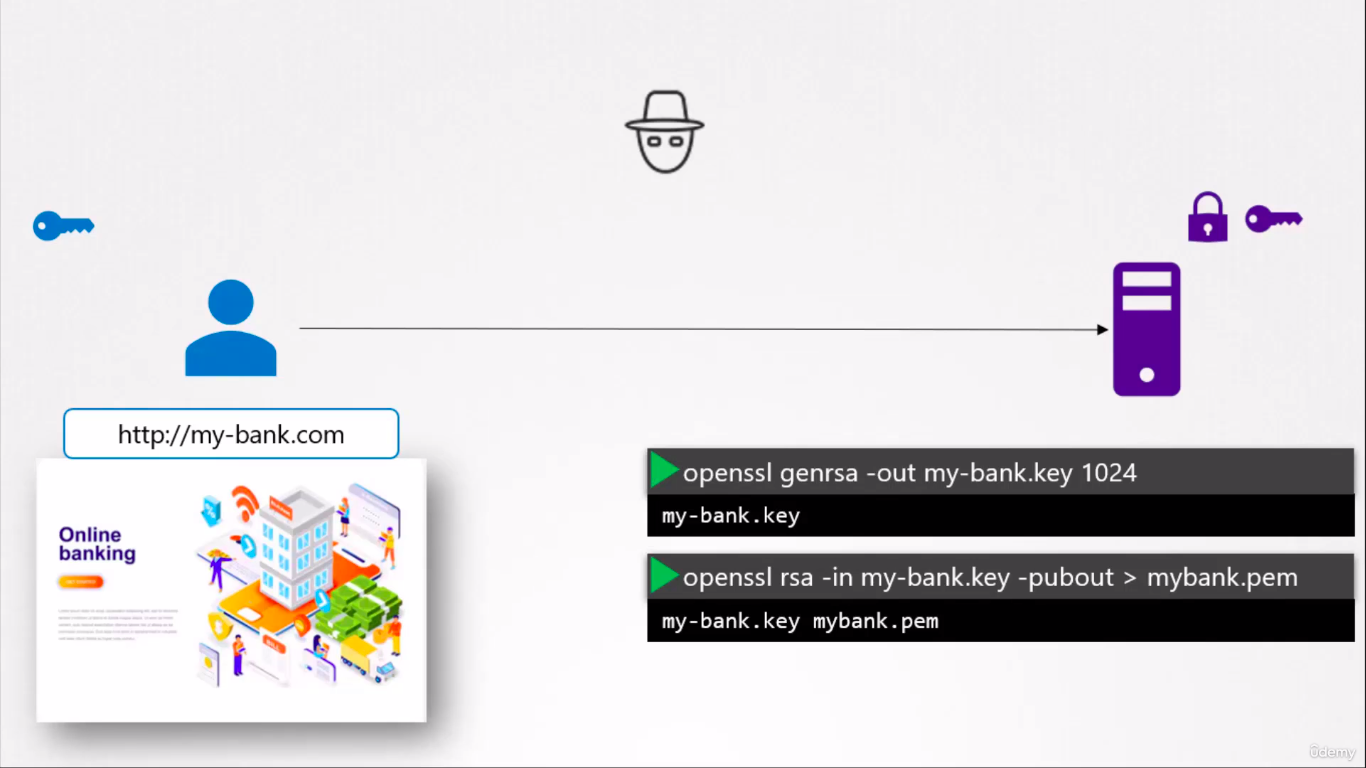 http://my-bank.com
Online
banking
openssl genrsa -out my-bank.key 1024
my-bank.key
openssl rsa -in my-bank.key -pubout > mybank.pem
my-bank.key mybank.pem
ûdemy